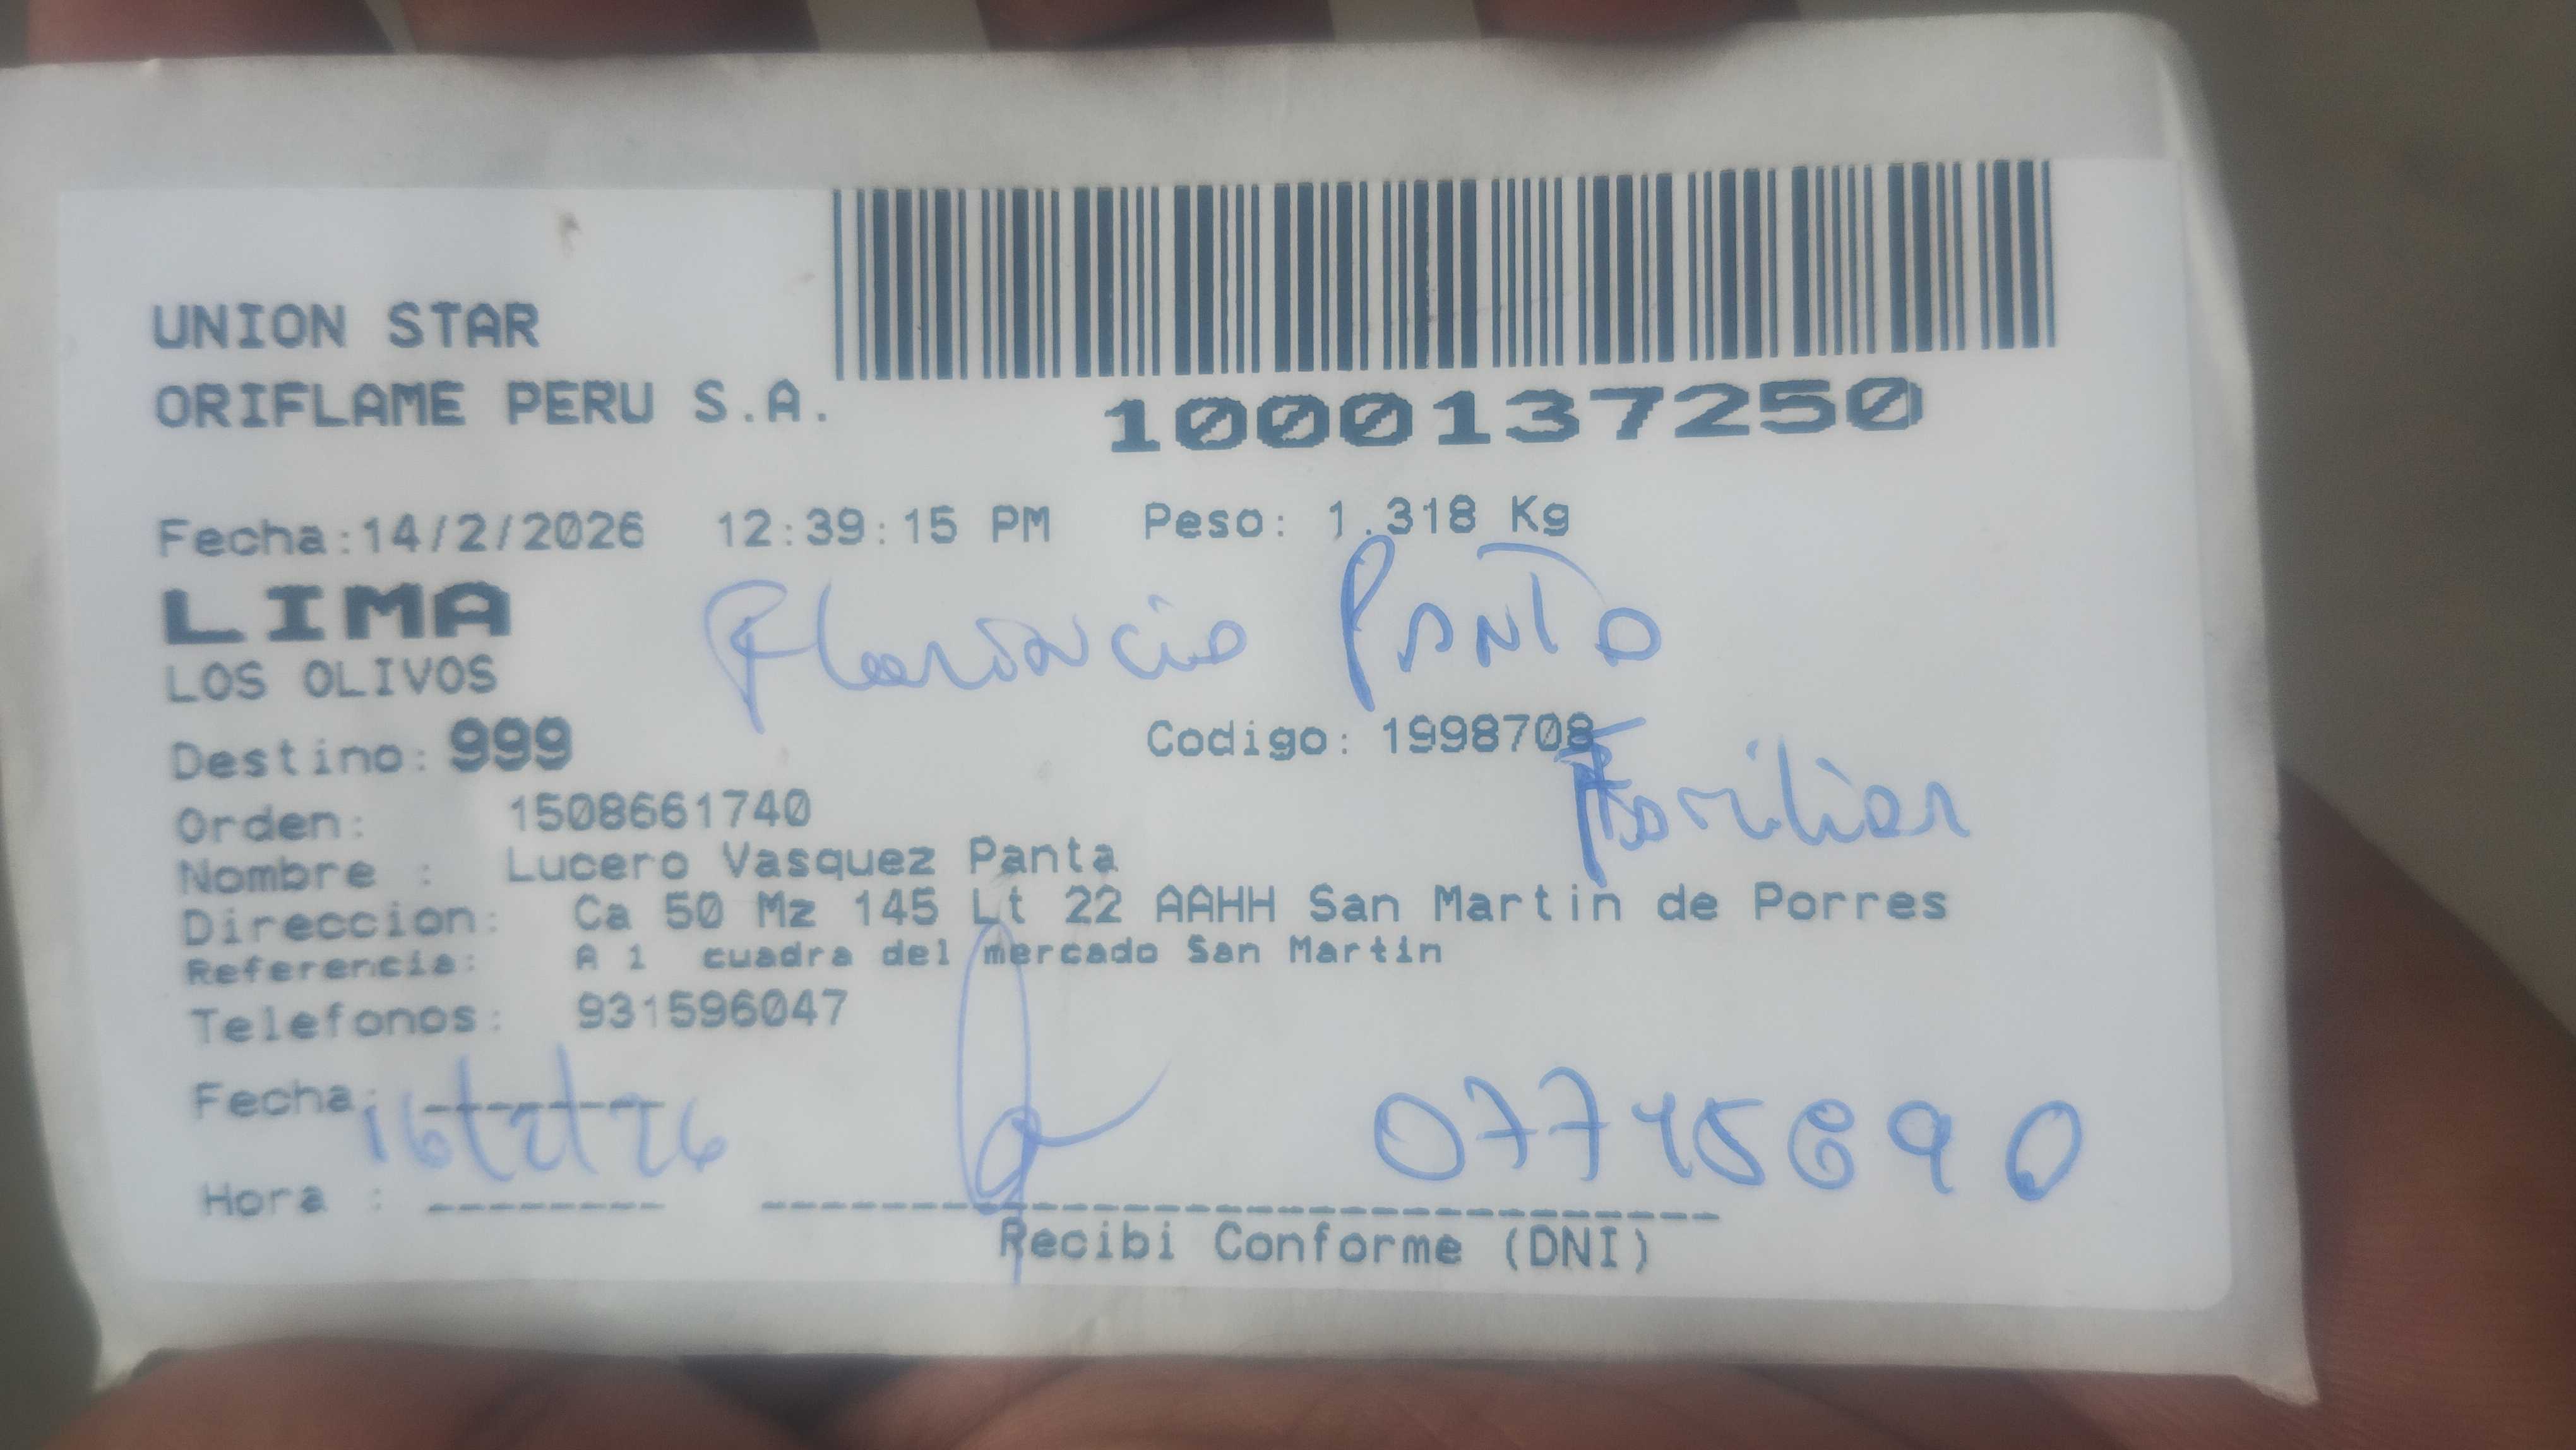 UNION STAR
ORIFLAME PERU S.A.
1000137250
Fecha:14/2/2026 12:39:15 PM Peso: 1.318 Kg
LIMA
LOS OLIVOS
Panta
Destino: 999 Codigo: 1998708
Familiar
Orden: 1508661740
Nombre : Lucero Vasquez Panta
Direccion: Ca 50 Mz 145 Lt 22 AAHH San Martin de Porres
Referencia: A 1 cuadra del mercado San Martin
Telefonos: 931596047
Fecha: 16/2/26
07745690
Hora :
Recibi Conforme (DNI)